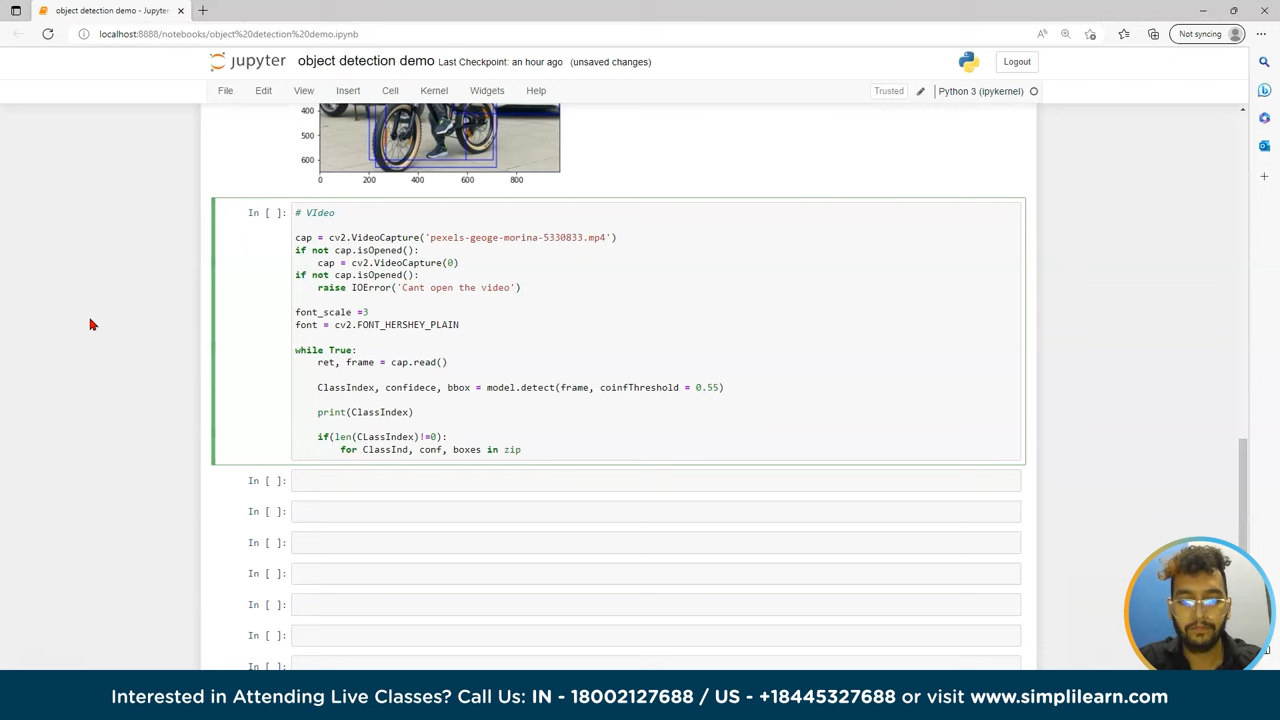 object detection demo - Jupyter
localhost:8888/notebooks/object%20detection%20demo.ipynb
Not syncing
jupyter object detection demo Last Checkpoint: an hour ago (unsaved changes)
Logout
File Edit View Insert Cell Kernel Widgets Help
Trusted
Python 3 (ipykernel)
400
500
600
0 200 400 600 800
In [ ]:
# VIdeo
cap = cv2.VideoCapture('pexels-geoge-morina-5330833.mp4')
if not cap.isOpened():
cap = cv2.VideoCapture(0)
if not cap.isOpened():
raise IOError('Cant open the video')
font_scale =3
font = cv2.FONT_HERSHEY_PLAIN
while True:
ret, frame = cap.read()
ClassIndex, confidece, bbox = model.detect(frame, coinfThreshold = 0.55)
print(ClassIndex)
if(len(CLassIndex)!=0):
for ClassInd, conf, boxes in zip
In [ ]:
In [ ]:
In [ ]:
In [ ]:
In [ ]:
In [ ]:
In [ ]:
Interested in Attending Live Classes? Call Us: IN - 18002127688 / US - +18445327688 or visit www.simplilearn.com